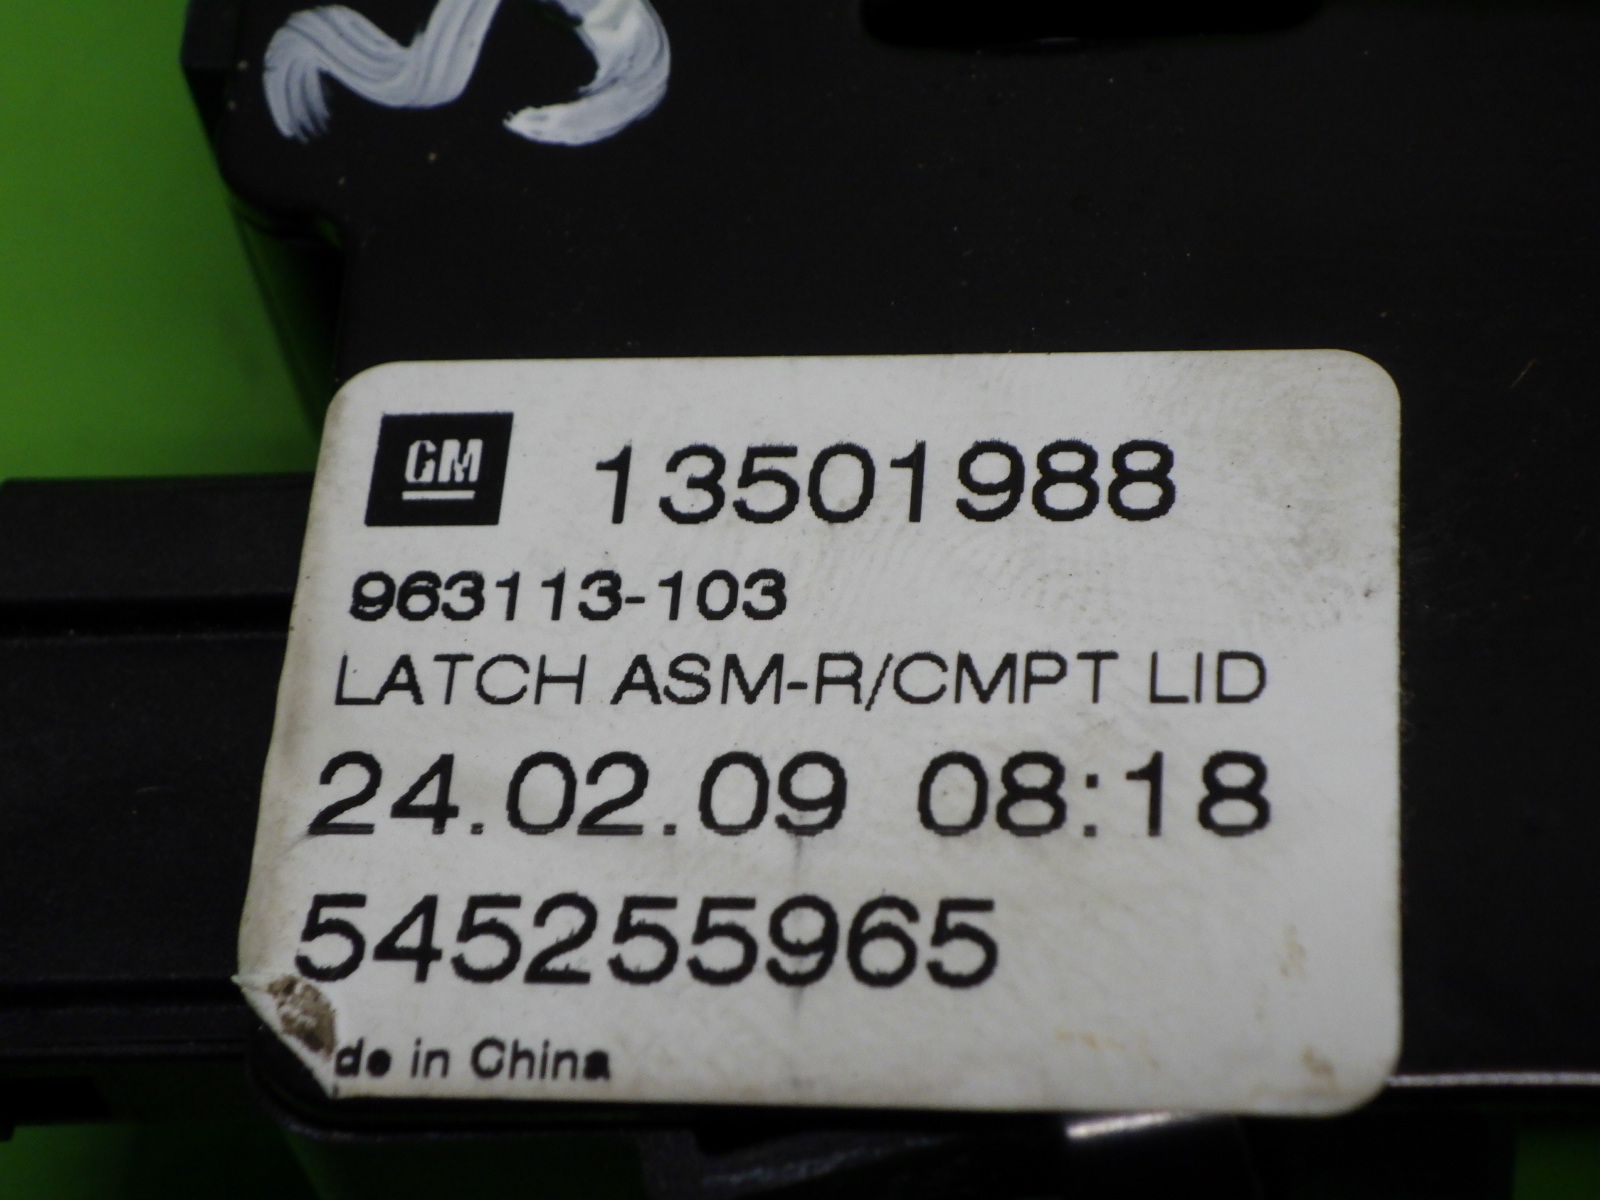 GM 13501988
963113-103
LATCH ASM-R/CMPT LID
24.02.09 08:18
545255965
de in China